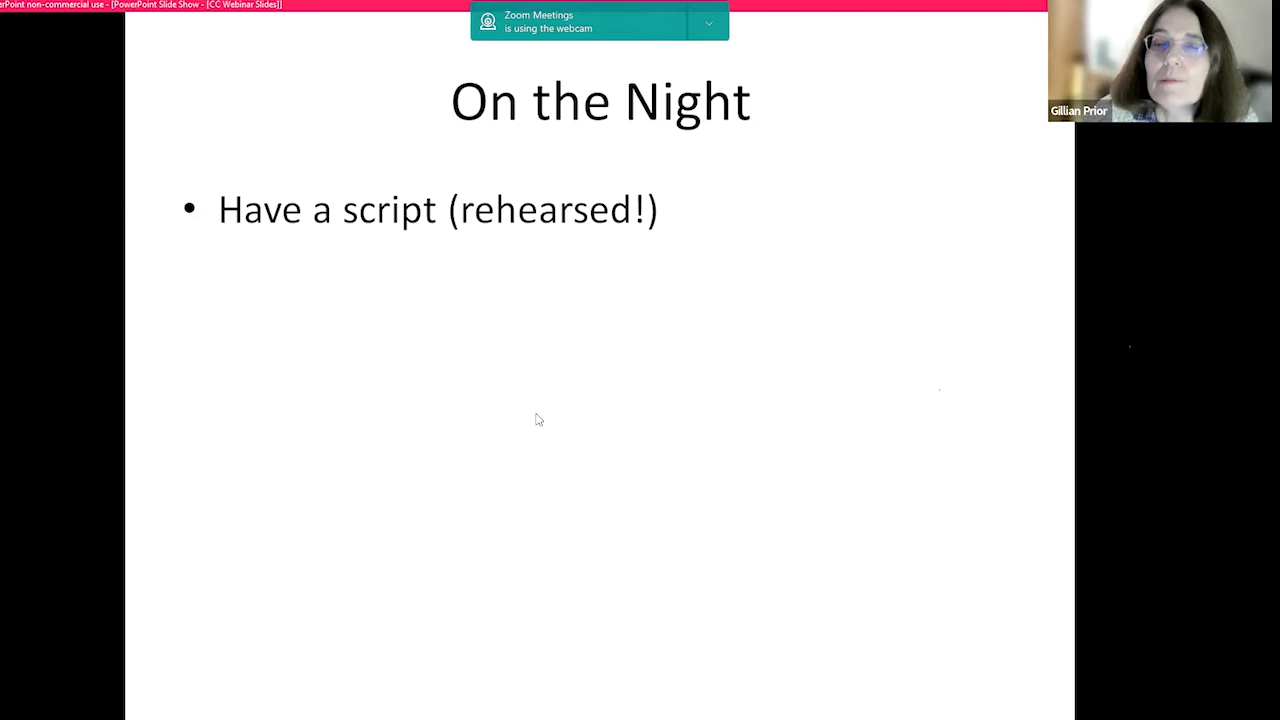 rPoint non-commercial use - [PowerPoint Slide Show - [CC Webinar Slides]]
Zoom Meetings
is using the webcam
Gillian Prior
On the Night
• Have a script (rehearsed!)